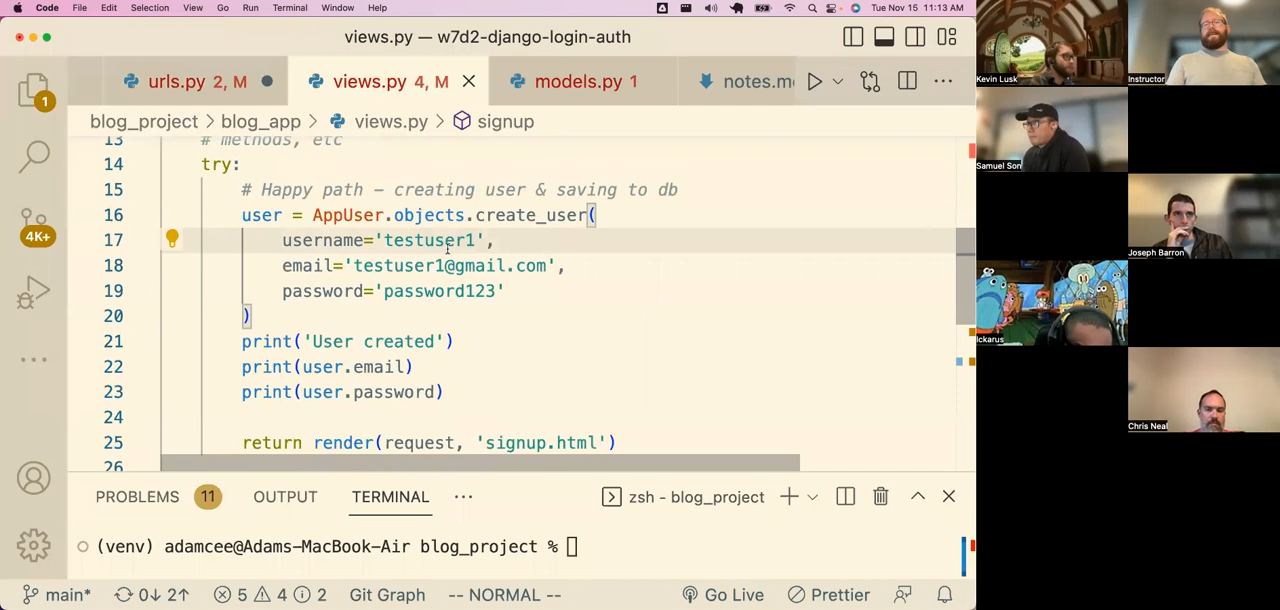 Code File Edit Selection View Go Run Terminal Window Help Tue Nov 15 11:13 AM
views.py — w7d2-django-login-auth
urls.py 2, M views.py 4, M models.py 1 notes.m
1
blog_project > blog_app > views.py > signup
13 # methods, etc
14 try:
15 # Happy path – creating user & saving to db
16 user = AppUser.objects.create_user(
17 username='testuser1',
18 email='testuser1@gmail.com',
19 password='password123'
20 )
21 print('User created')
22 print(user.email)
23 print(user.password)
24
25 return render(request, 'signup.html')
26
4K+
PROBLEMS 11 OUTPUT TERMINAL ··· zsh - blog_project
(venv) adamcee@Adams-MacBook-Air blog_project %
main* 0↓ 2↑ 5 4 2 Git Graph -- NORMAL -- Go Live Prettier
Kevin Lusk
Instructor
Samuel Son
Joseph Barron
Ickarus
Chris Neal